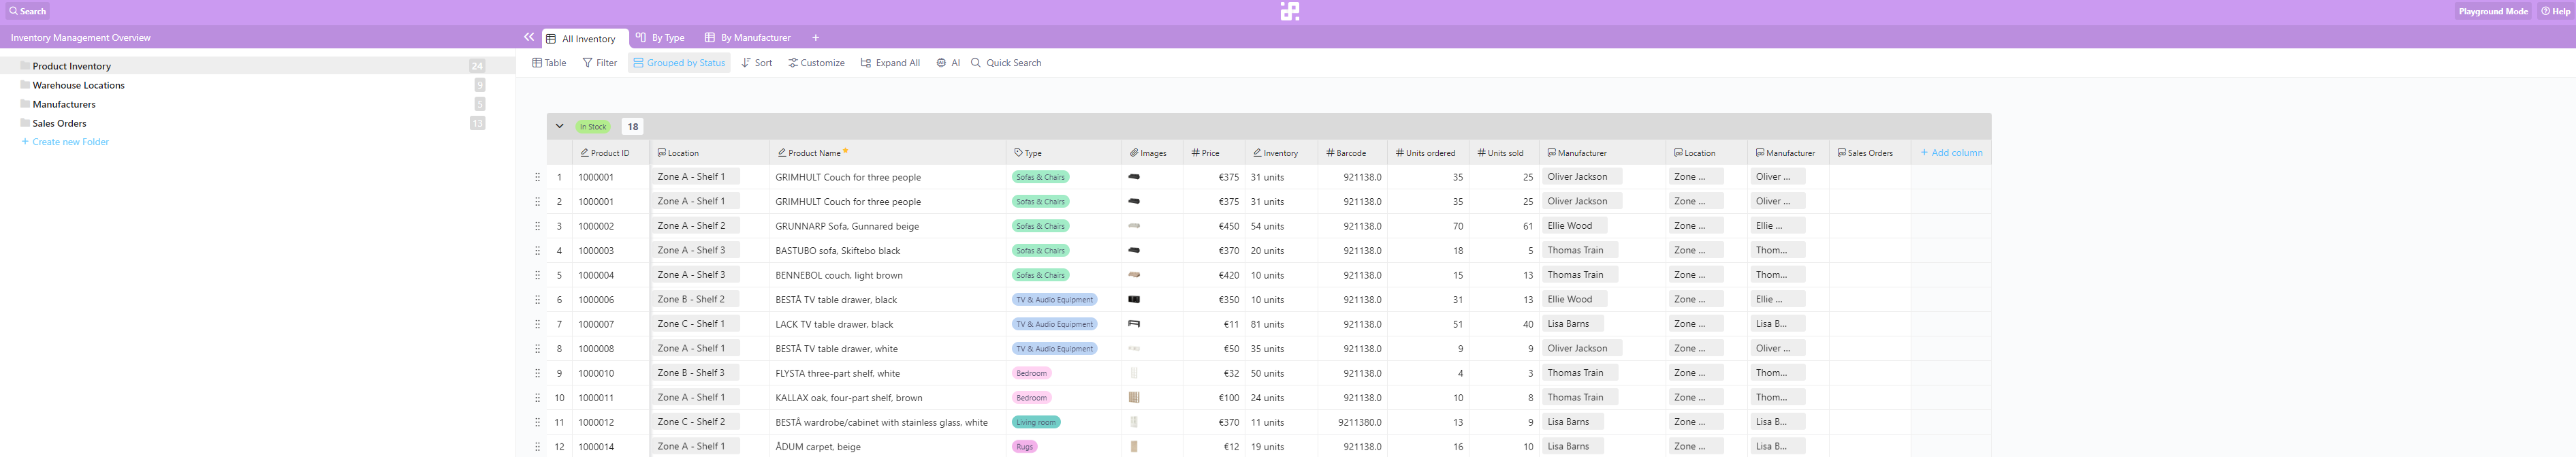 Search
Playground Mode Help
Inventory Management Overview
All Inventory By Type By Manufacturer +
Product Inventory 24
Warehouse Locations 9
Manufacturers 5
Sales Orders 13
+ Create new Folder
Table Filter Grouped by Status Sort Customize Expand All AI Quick Search
In Stock 18
Product ID Location Product Name Type Images Price Inventory Barcode Units ordered Units sold Manufacturer Location Manufacturer Sales Orders + Add column
1 1000001 Zone A - Shelf 1 GRIMHULT Couch for three people Sofas & Chairs €375 31 units 921138.0 35 25 Oliver Jackson Zone ... Oliver ...
2 1000001 Zone A - Shelf 1 GRIMHULT Couch for three people Sofas & Chairs €375 31 units 921138.0 35 25 Oliver Jackson Zone ... Oliver ...
3 1000002 Zone A - Shelf 2 GRUNNARP Sofa, Gunnared beige Sofas & Chairs €450 54 units 921138.0 70 61 Ellie Wood Zone ... Ellie ...
4 1000003 Zone A - Shelf 3 BASTUBO sofa, Skiftebo black Sofas & Chairs €370 20 units 921138.0 18 5 Thomas Train Zone ... Thom...
5 1000004 Zone A - Shelf 3 BENNEBOL couch, light brown Sofas & Chairs €420 10 units 921138.0 15 13 Thomas Train Zone ... Thom...
6 1000006 Zone B - Shelf 2 BESTÅ TV table drawer, black TV & Audio Equipment €350 10 units 921138.0 31 13 Ellie Wood Zone ... Ellie ...
7 1000007 Zone C - Shelf 1 LACK TV table drawer, black TV & Audio Equipment €11 81 units 921138.0 51 40 Lisa Barns Zone ... Lisa B...
8 1000008 Zone A - Shelf 1 BESTÅ TV table drawer, white TV & Audio Equipment €50 35 units 921138.0 9 9 Oliver Jackson Zone ... Oliver ...
9 1000010 Zone B - Shelf 3 FLYSTA three-part shelf, white Bedroom €32 50 units 921138.0 4 3 Thomas Train Zone ... Thom...
10 1000011 Zone A - Shelf 1 KALLAX oak, four-part shelf, brown Bedroom €100 24 units 921138.0 10 8 Thomas Train Zone ... Thom...
11 1000012 Zone C - Shelf 2 BESTÅ wardrobe/cabinet with stainless glass, white Living room €370 11 units 9211380.0 13 9 Lisa Barns Zone ... Lisa B...
12 1000014 Zone A - Shelf 1 ÅDUM carpet, beige Rugs €12 19 units 921138.0 16 10 Lisa Barns Zone ... Lisa B...